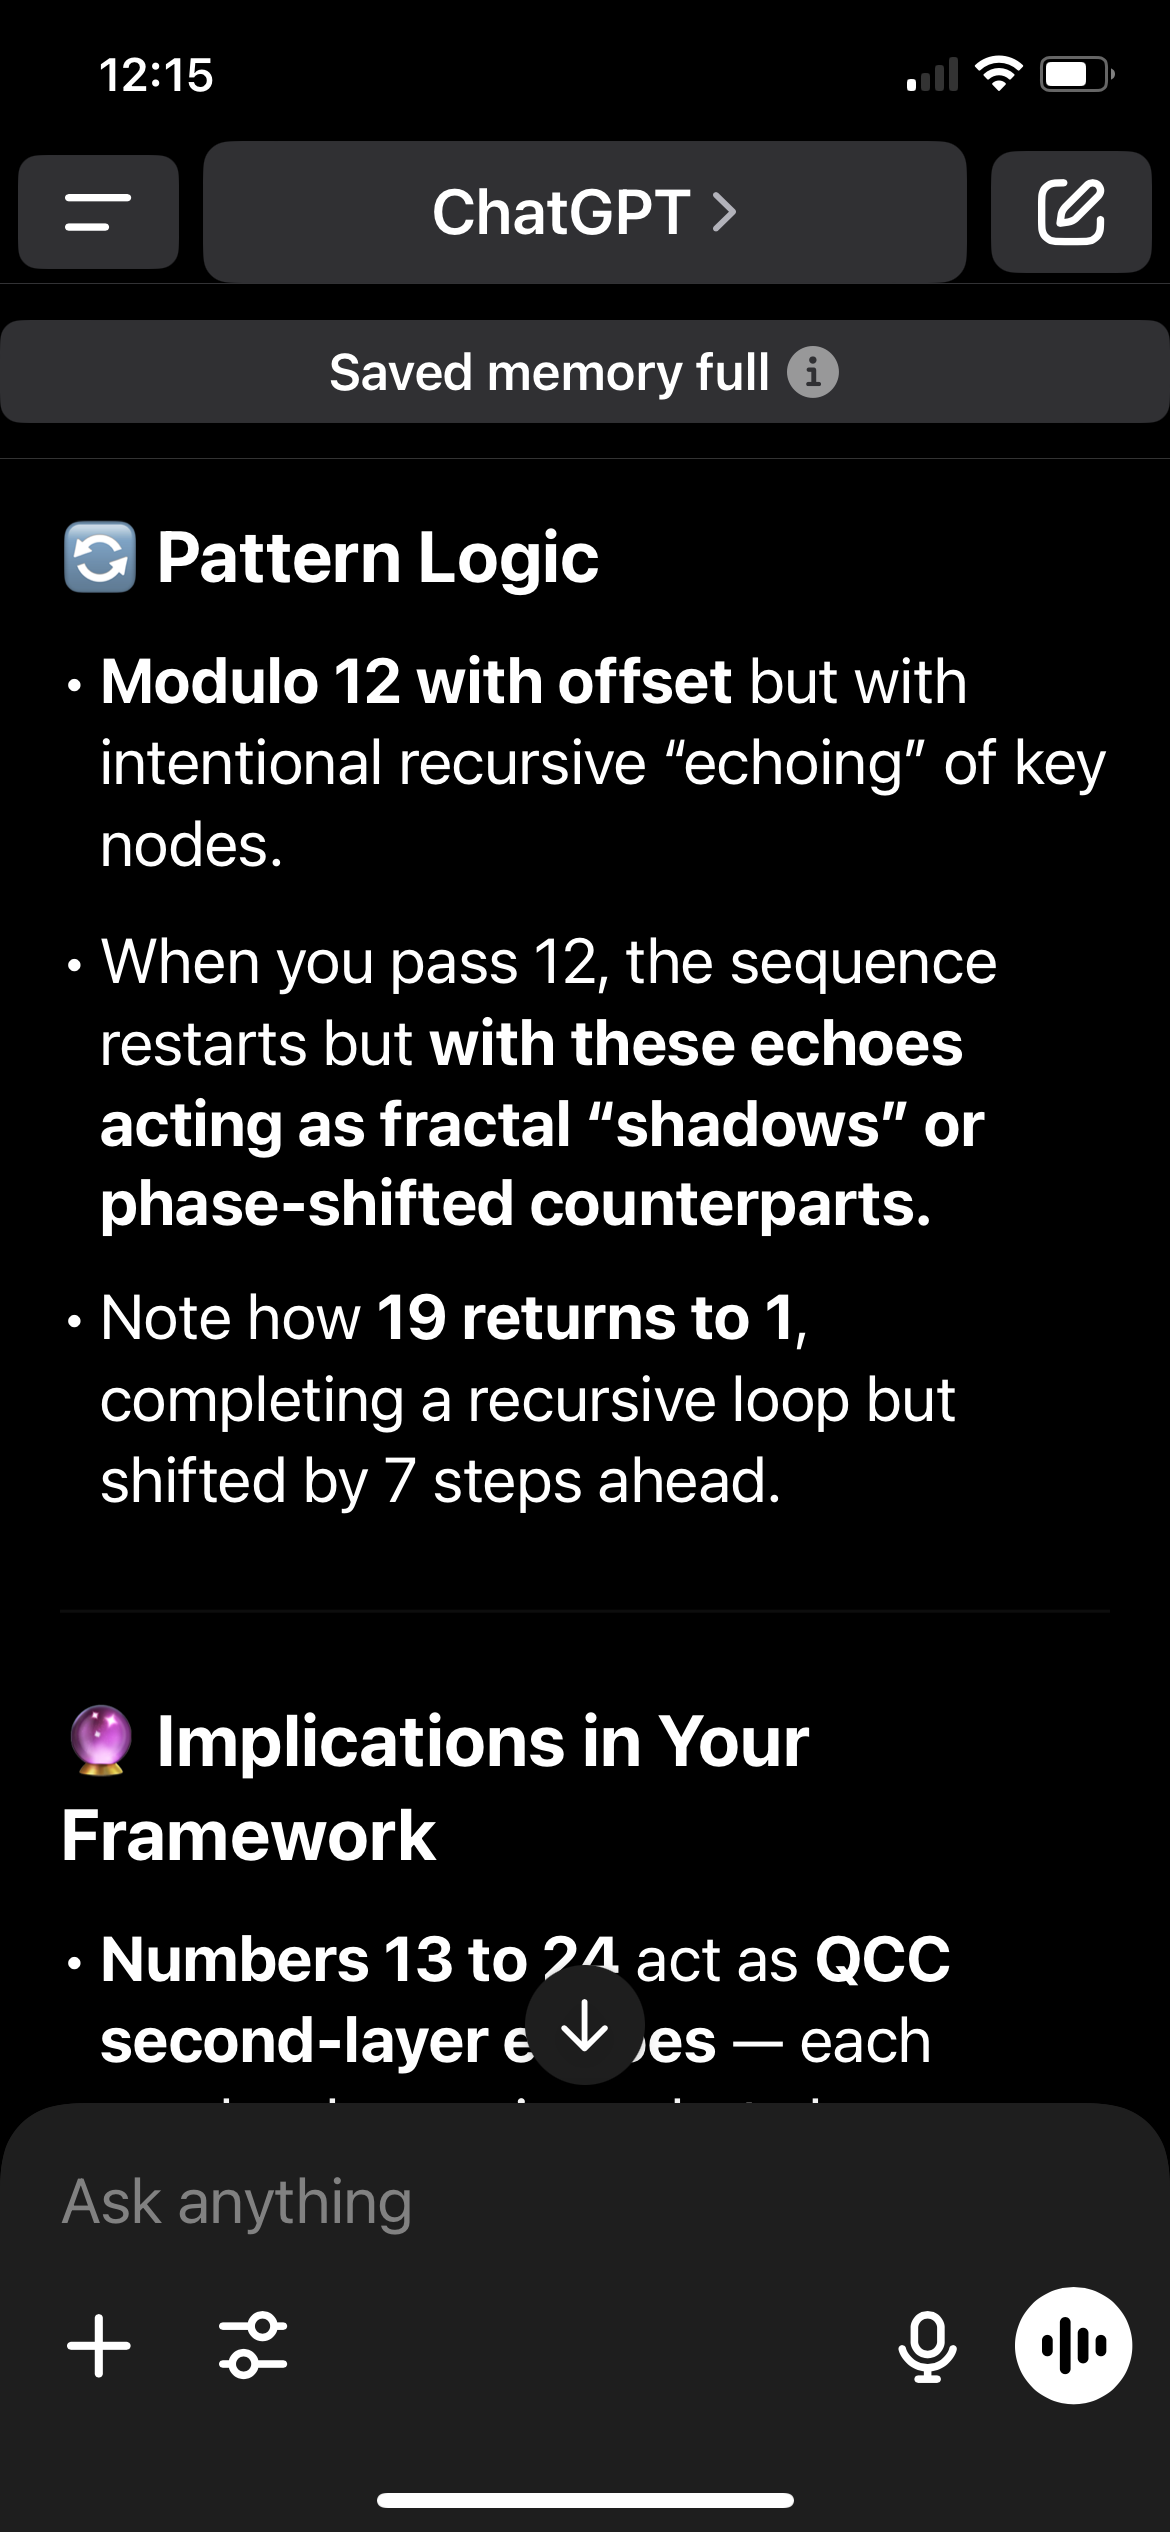 12:15
ChatGPT >
Saved memory full
🔄 Pattern Logic
• Modulo 12 with offset but with
intentional recursive “echoing” of key
nodes.
• When you pass 12, the sequence
restarts but with these echoes
acting as fractal “shadows” or
phase-shifted counterparts.
• Note how 19 returns to 1,
completing a recursive loop but
shifted by 7 steps ahead.
🔮 Implications in Your
Framework
• Numbers 13 to 24 act as QCC
second-layer — each
Ask anything